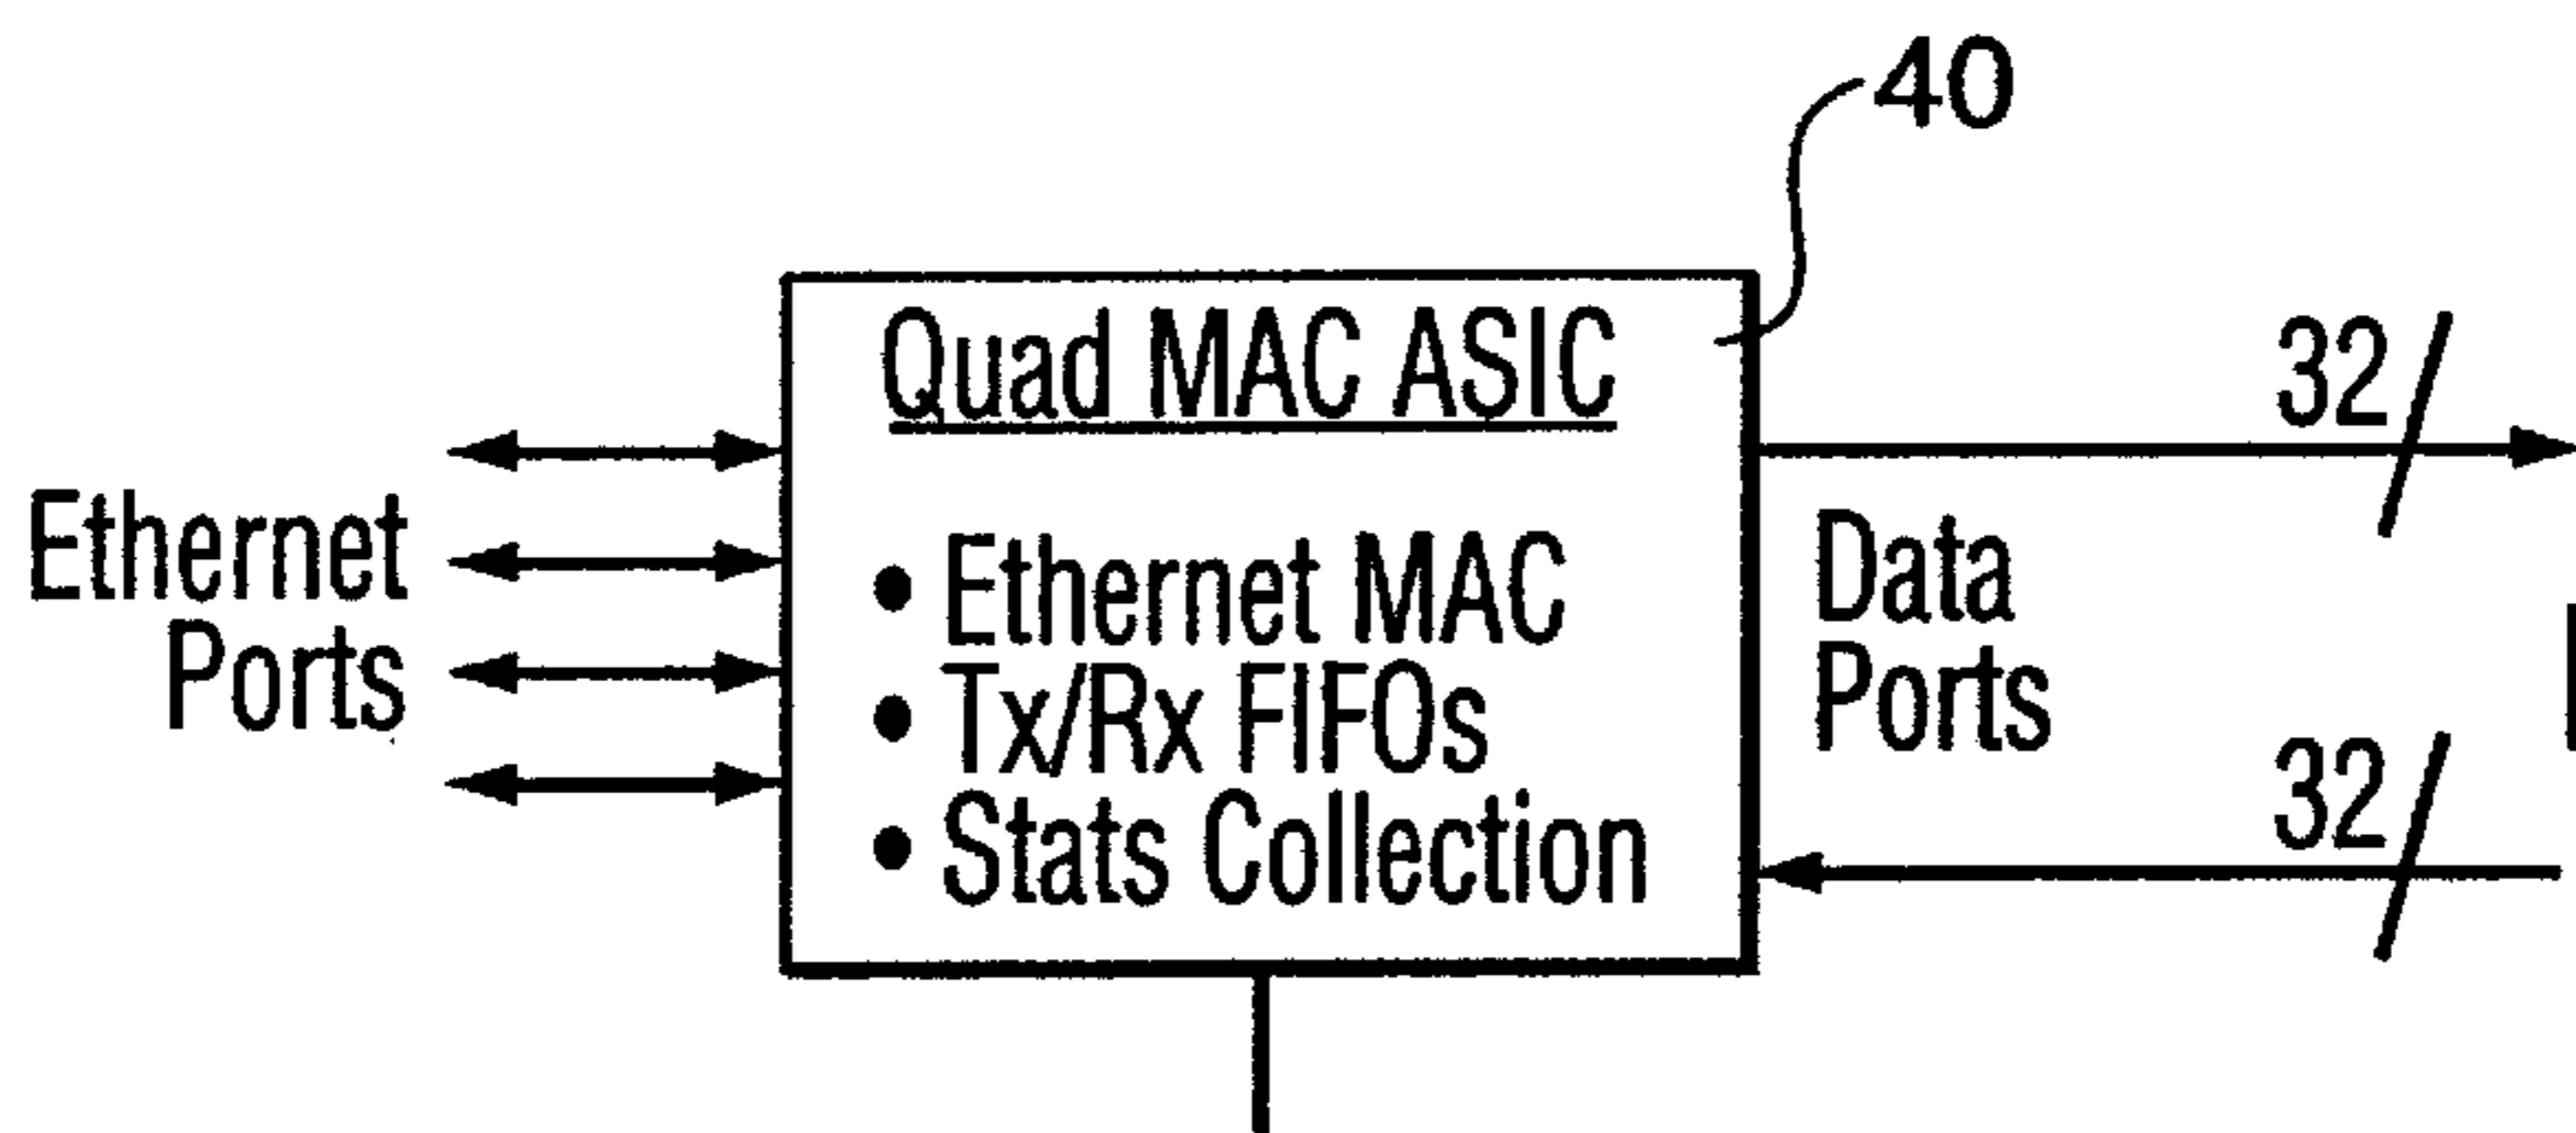 40
Quad MAC ASIC
32
Ethernet
Ports
• Ethernet MAC
• Tx/Rx FIFOs
• Stats Collection
Data
Ports
32